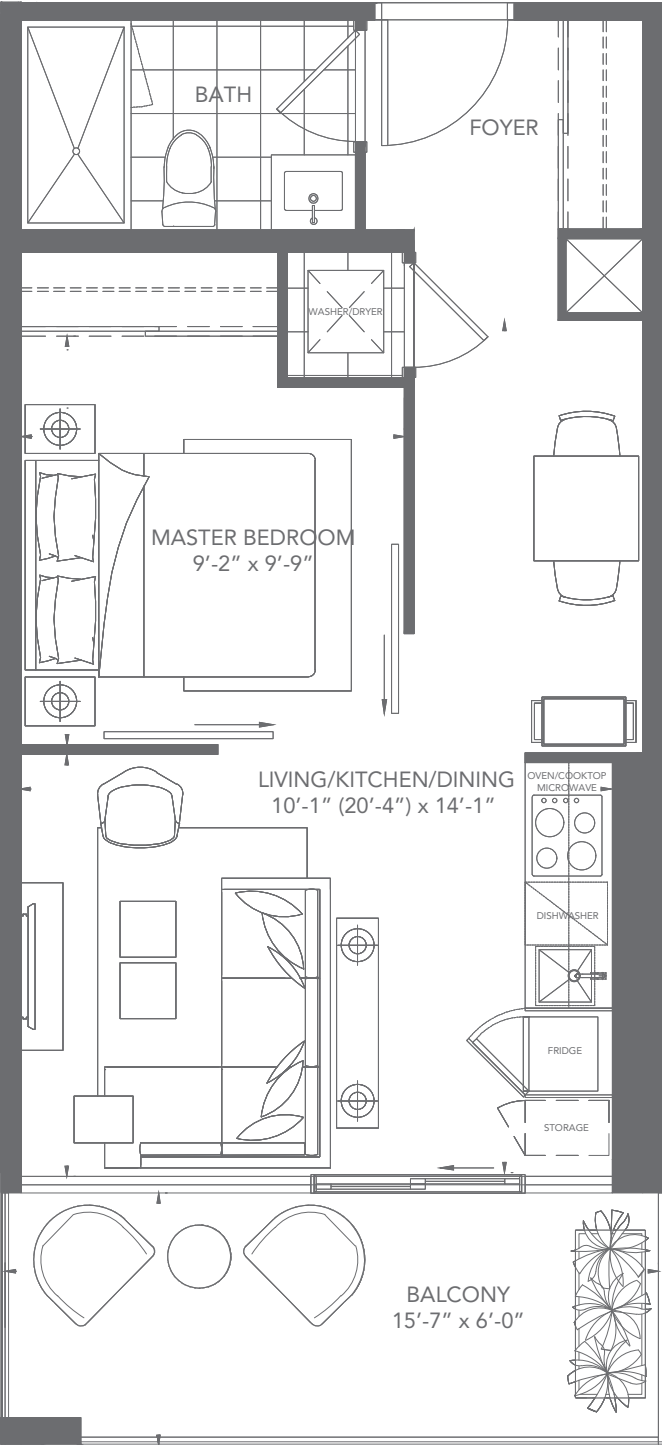 BATH
FOYER
WASHER/DRYER
MASTER BEDROOM
9'-2" x 9'-9"
LIVING/KITCHEN/DINING
10'-1" (20'-4") x 14'-1"
OVEN/COOKTOP
MICROWAVE
DISHWASHER
FRIDGE
STORAGE
BALCONY
15'-7" x 6'-0"